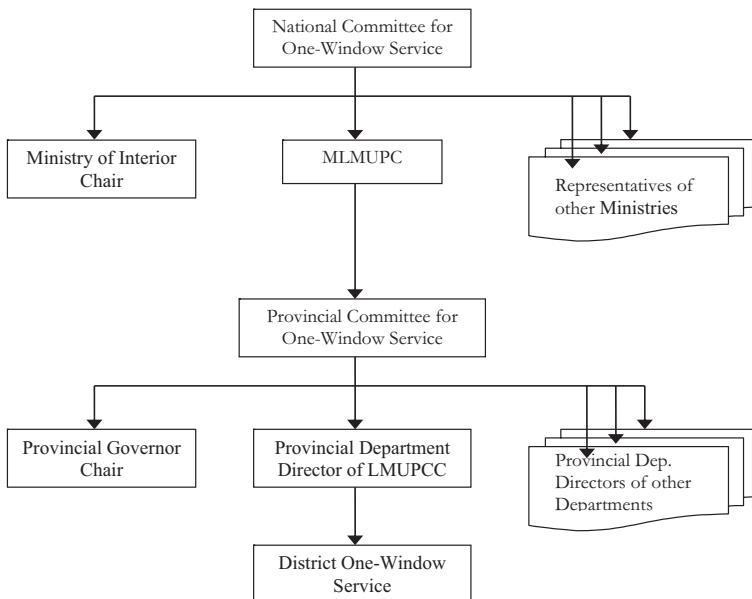 National Committee for
One-Window Service
Ministry of Interior
Chair
MLMUPC
Representatives of
other Ministries
Provincial Committee for
One-Window Service
Provincial Governor
Chair
Provincial Department
Director of LMUPCC
Provincial Dep.
Directors of other
Departments
District One-Window
Service